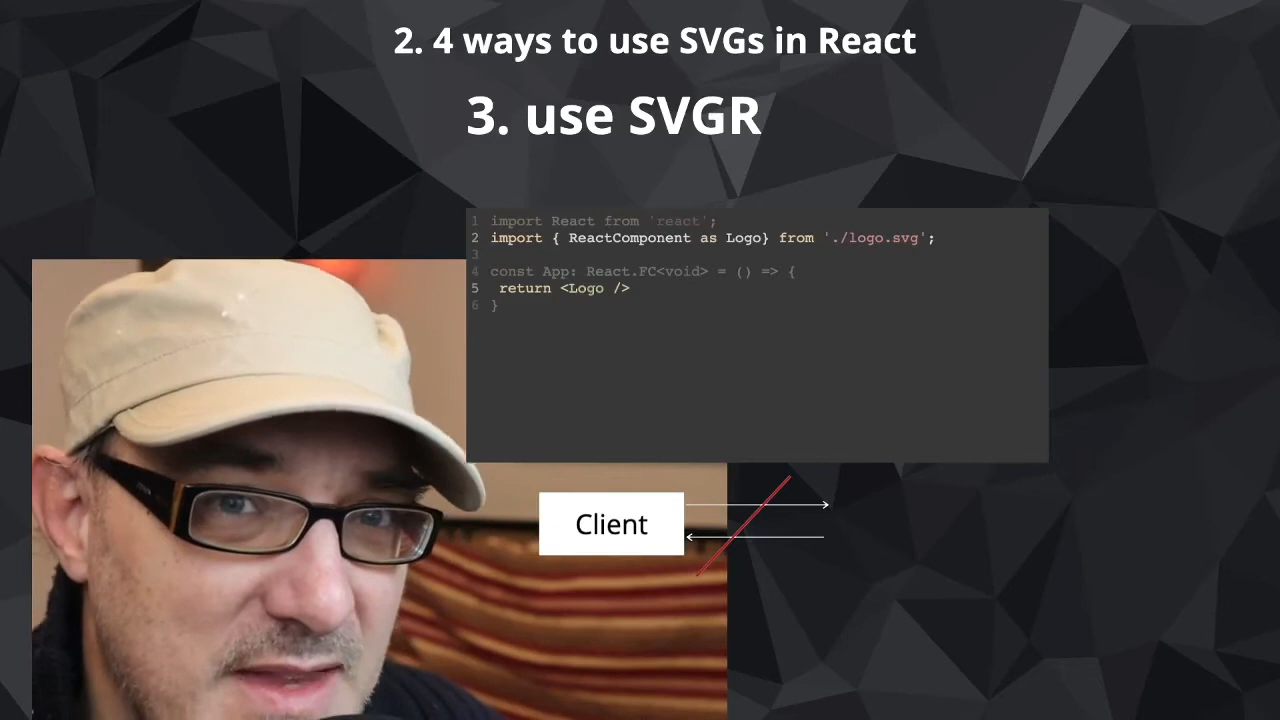 2. 4 ways to use SVGs in React
3. use SVGR
1 import React from 'react';
2 import { ReactComponent as Logo} from './logo.svg';
3
4 const App: React.FC<void> = () => {
5 return <Logo />
6 }
Client